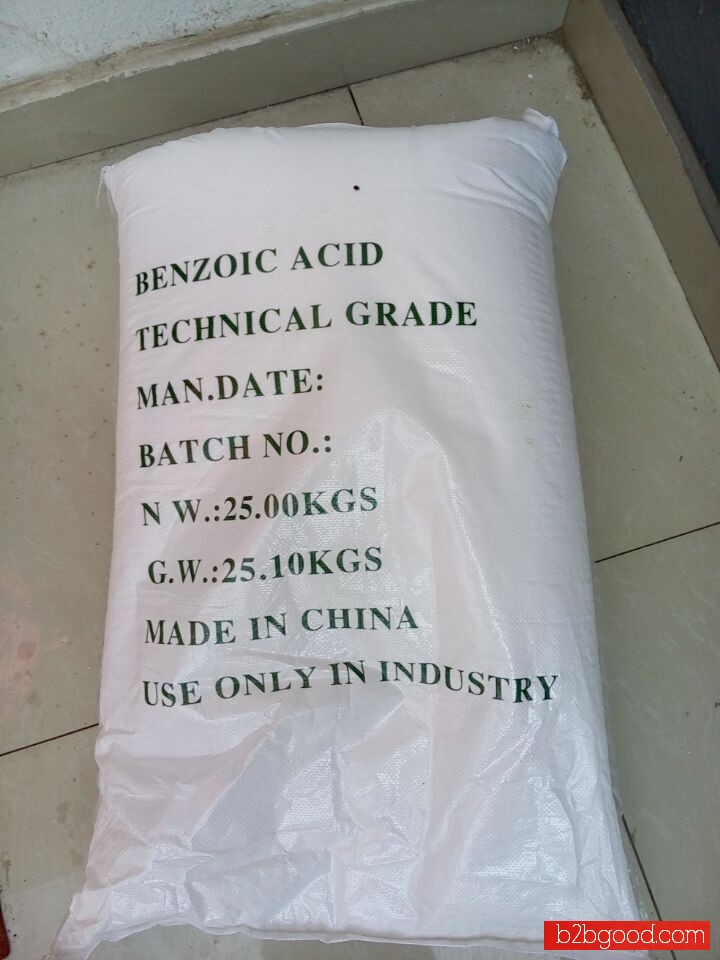 BENZOIC ACID
TECHNICAL GRADE
MAN.DATE:
BATCH NO.:
N W.:25.00KGS
G.W.:25.10KGS
MADE IN CHINA
USE ONLY IN INDUSTRY
b2bgood.com